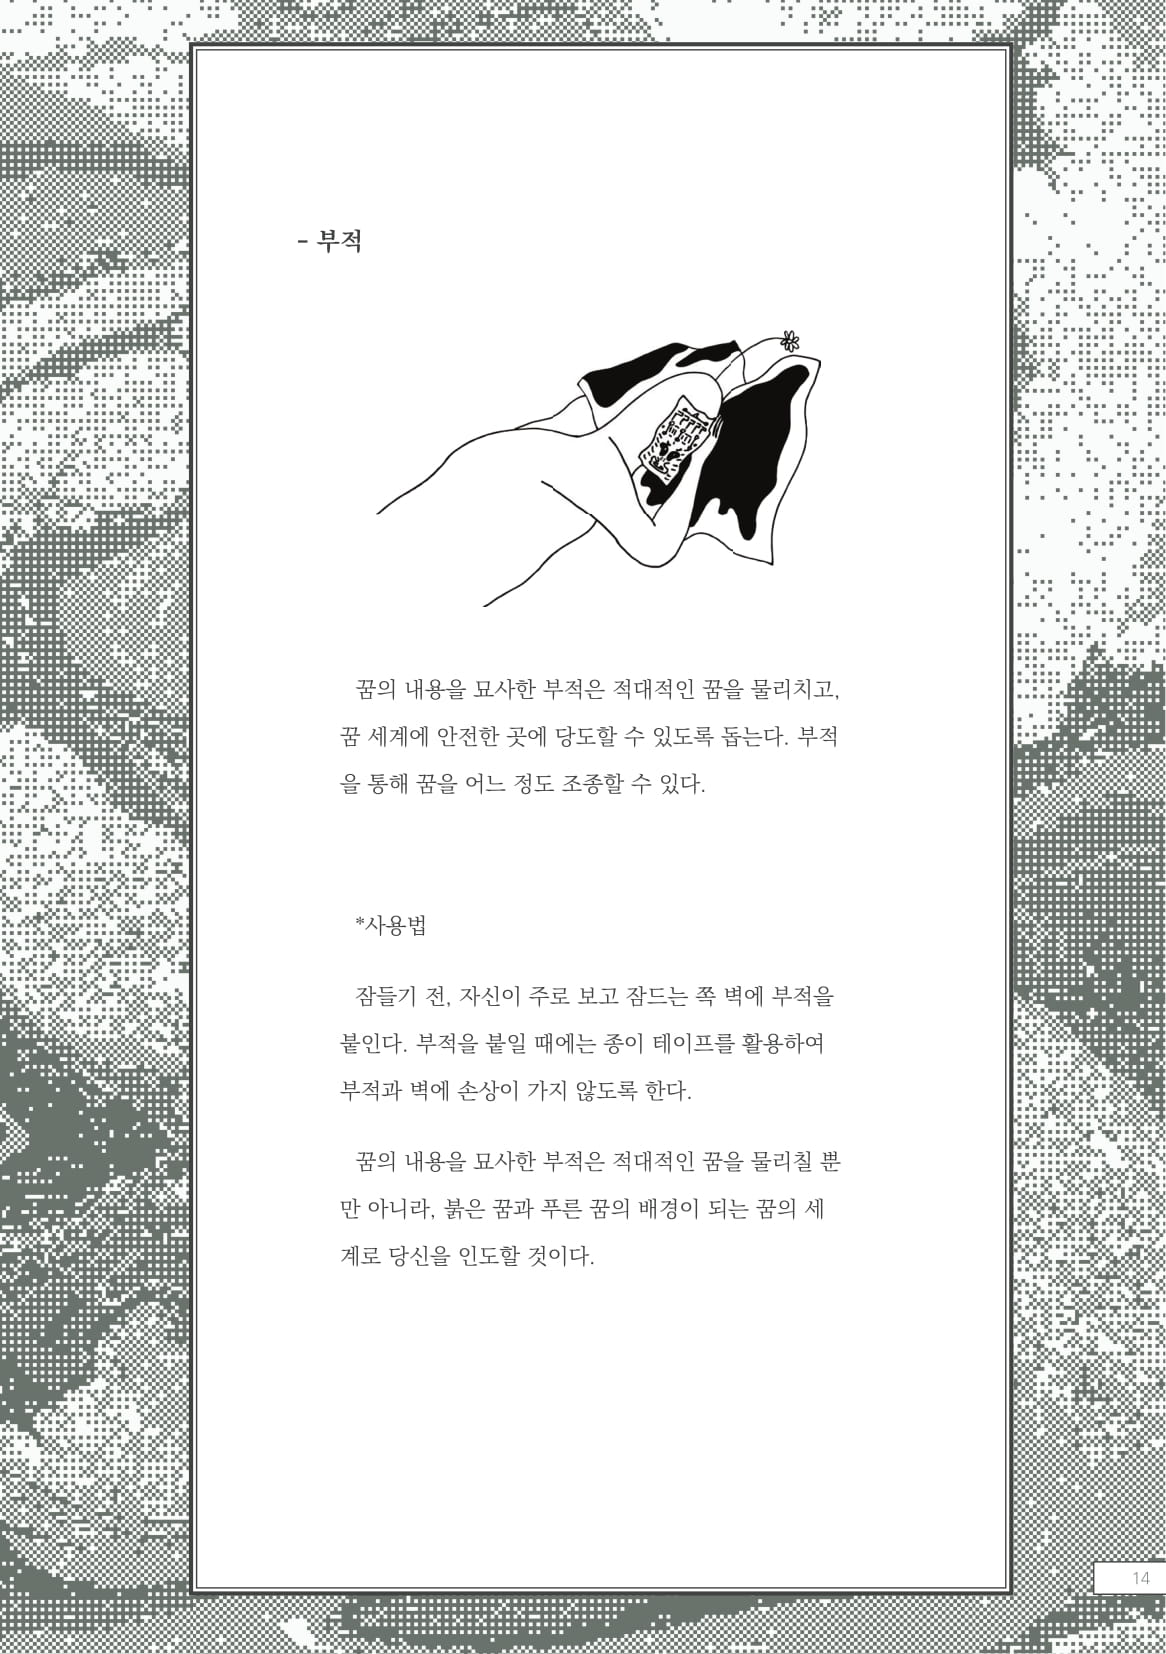 - 부적
꿈의 내용을 묘사한 부적은 적대적인 꿈을 물리치고,
꿈 세계에 안전한 곳에 당도할 수 있도록 돕는다. 부적
을 통해 꿈을 어느 정도 조종할 수 있다.
*사용법
잠들기 전, 자신이 주로 보고 잠드는 쪽 벽에 부적을
붙인다. 부적을 붙일 때에는 종이 테이프를 활용하여
부적과 벽에 손상이 가지 않도록 한다.
꿈의 내용을 묘사한 부적은 적대적인 꿈을 물리칠 뿐
만 아니라, 붉은 꿈과 푸른 꿈의 배경이 되는 꿈의 세
계로 당신을 인도할 것이다.
14